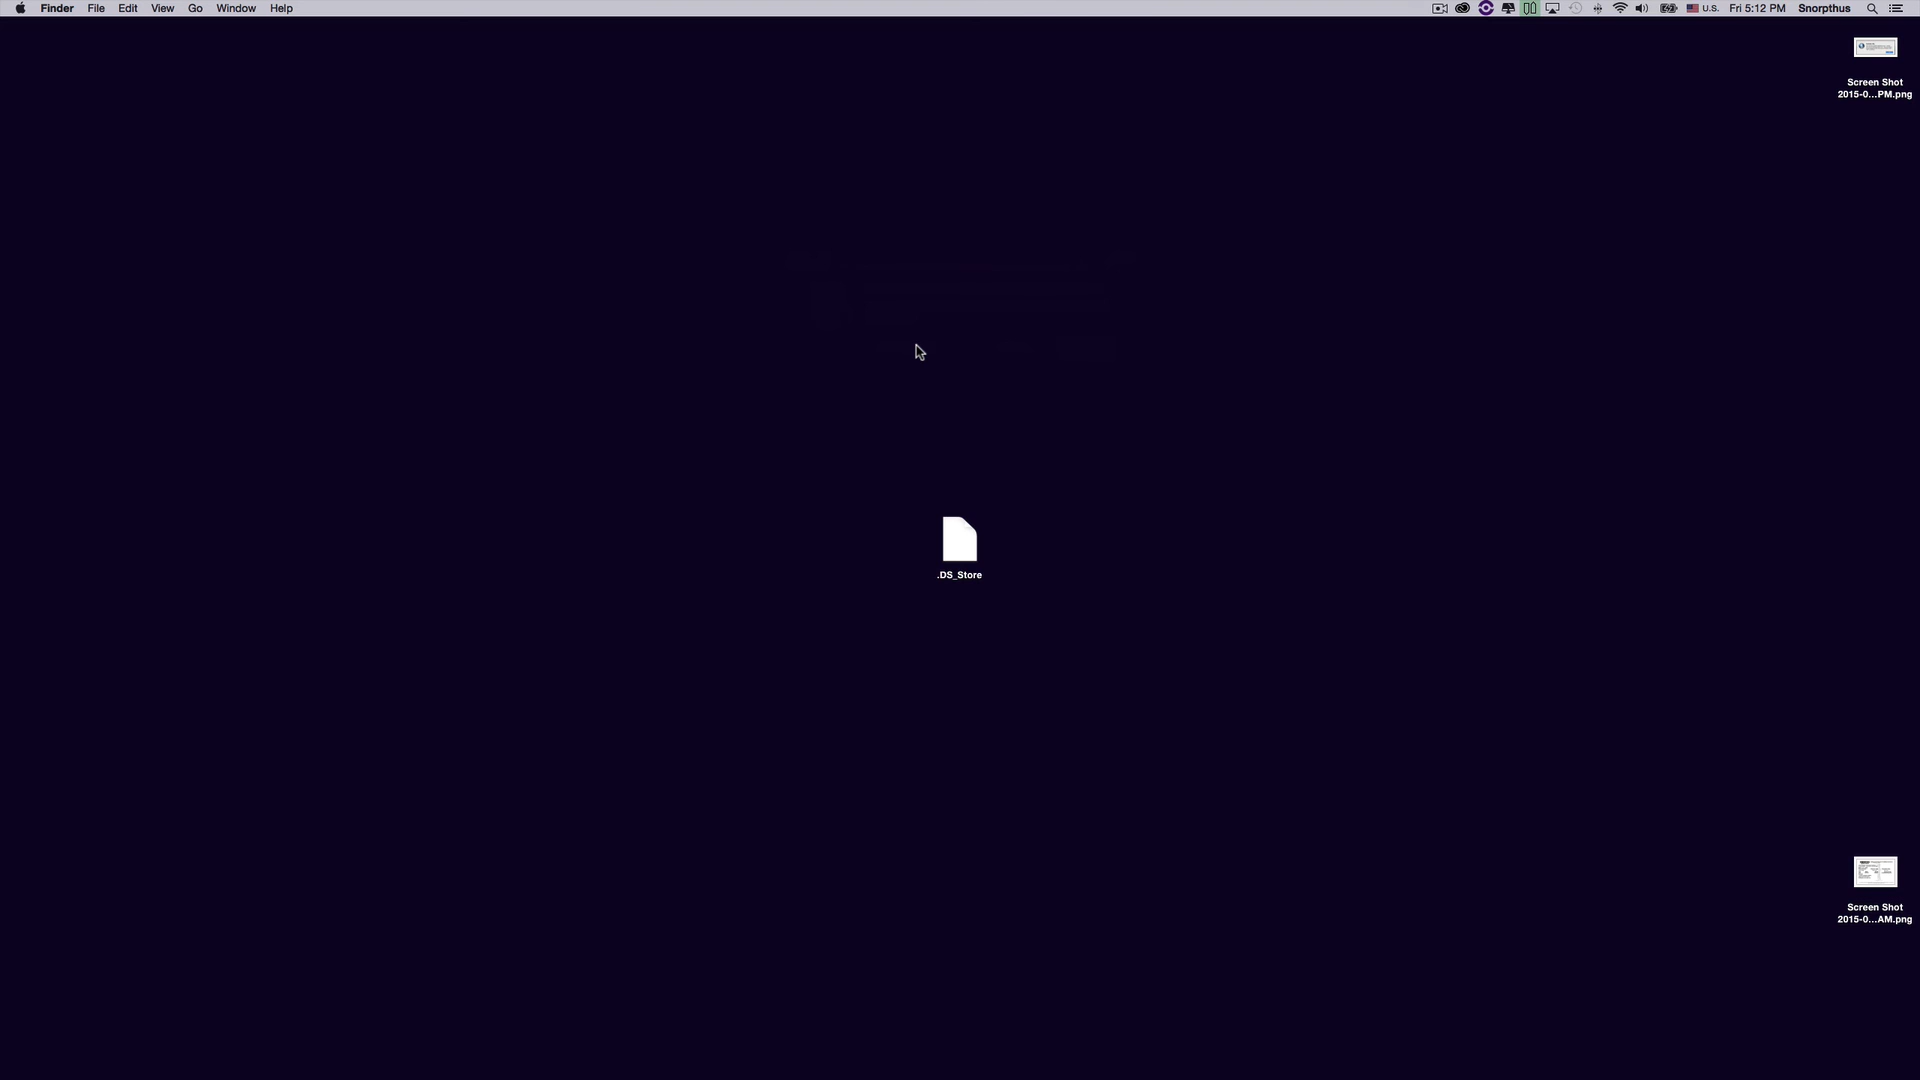 Finder File Edit View Go Window Help U.S. Fri 5:12 PM Snorpthus
Screen Shot
2015-0...PM.png
.DS_Store
Screen Shot
2015-0...AM.png